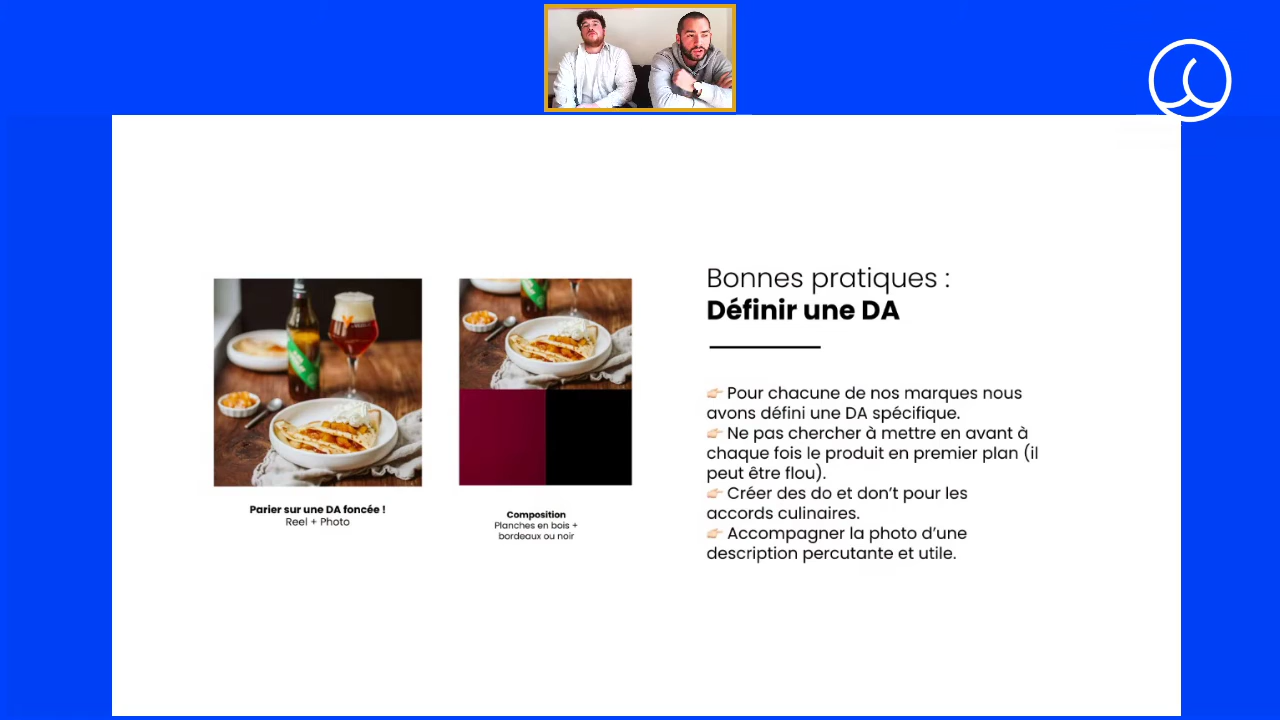 Bonnes pratiques :
Définir une DA
👉🏻 Pour chacune de nos marques nous
avons défini une DA spécifique.
👉🏻 Ne pas chercher à mettre en avant à
chaque fois le produit en premier plan (il
peut être flou).
👉🏻 Créer des do et don’t pour les
accords culinaires.
👉🏻 Accompagner la photo d’une
description percutante et utile.
Parier sur une DA foncée !
Reel + Photo
Composition
Planches en bois +
bordeaux ou noir